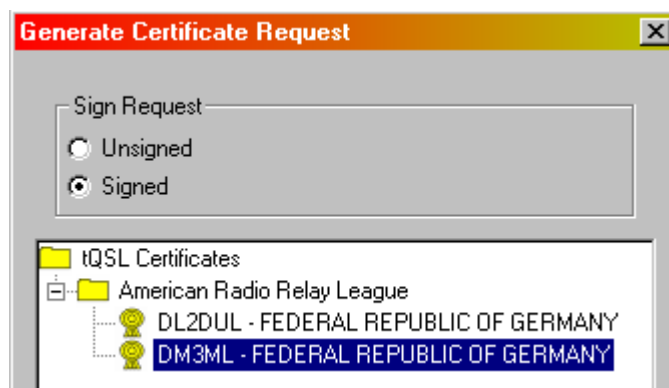 Generate Certificate Request
Sign Request
Unsigned
Signed
tQSL Certificates
American Radio Relay League
DL2DUL - FEDERAL REPUBLIC OF GERMANY
DM3ML - FEDERAL REPUBLIC OF GERMANY